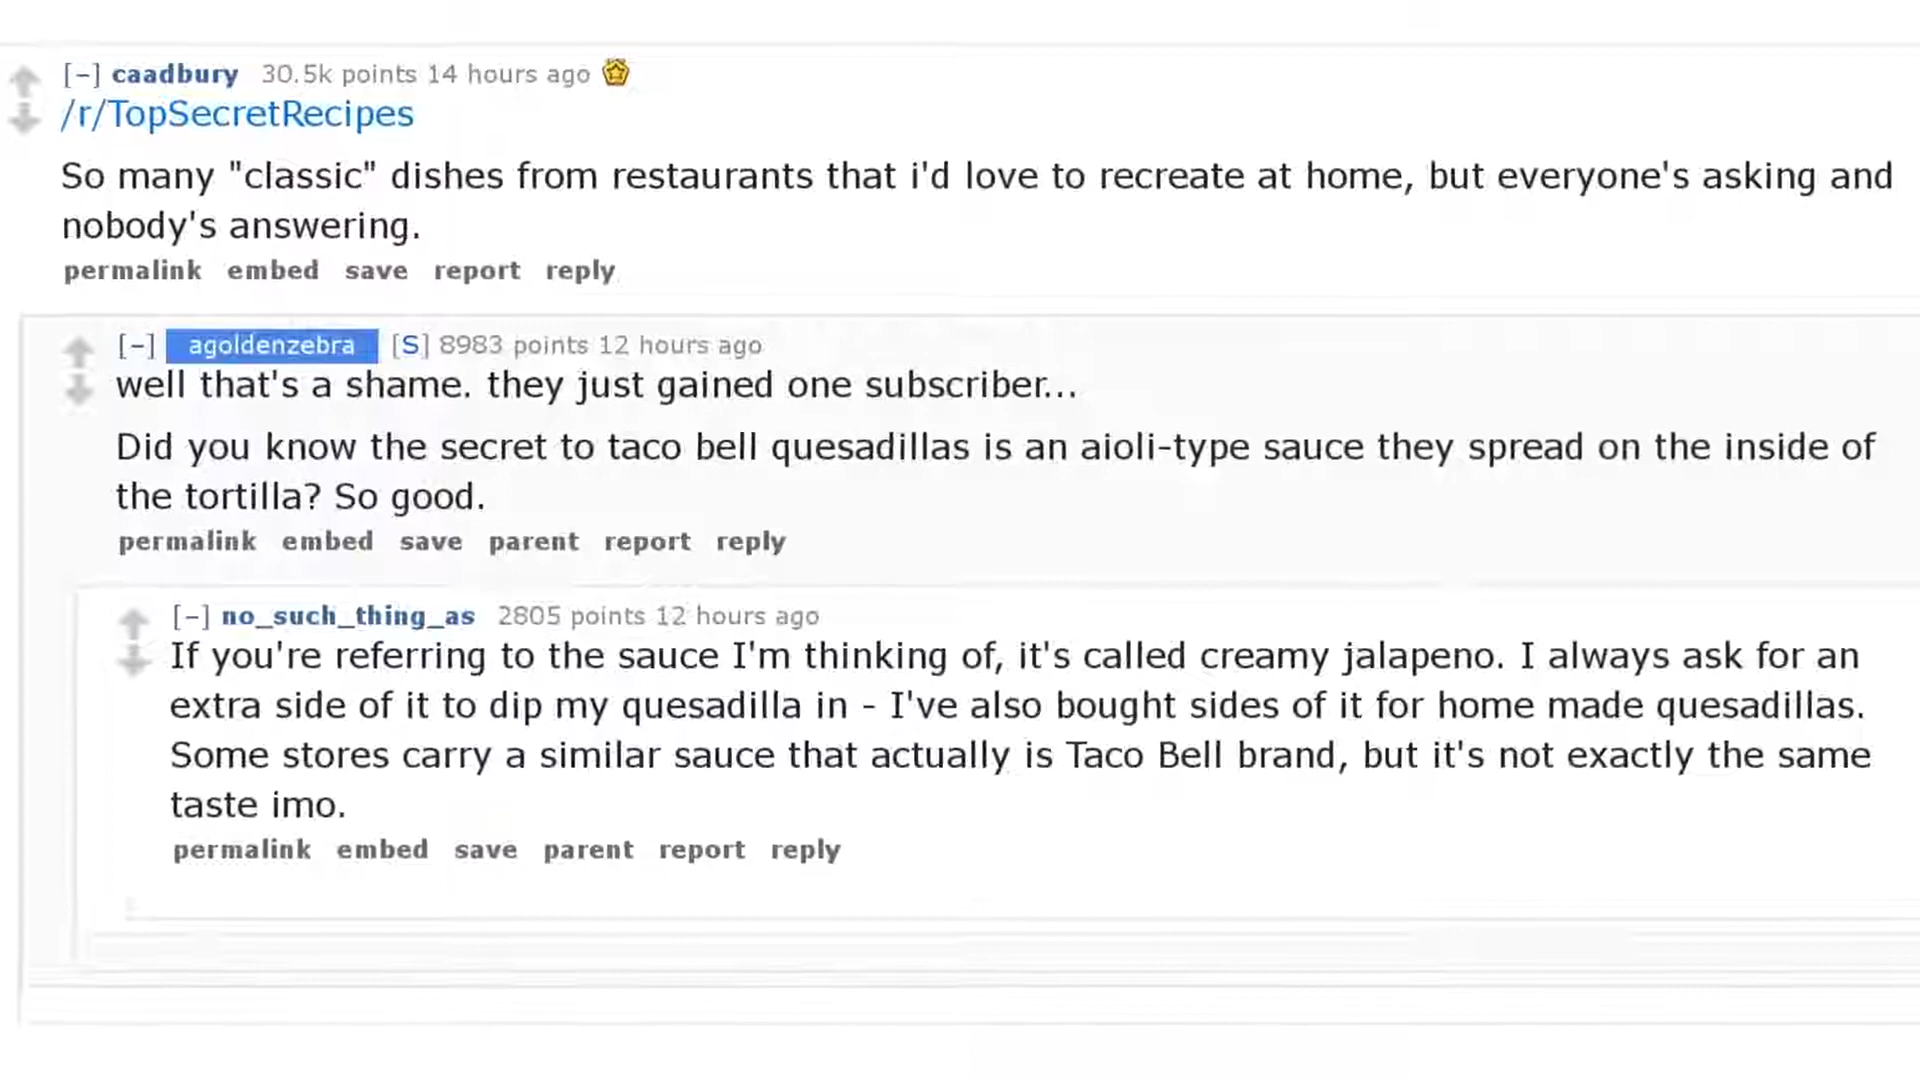 [−] caadbury 30.5k points 14 hours ago
/r/TopSecretRecipes
So many "classic" dishes from restaurants that i'd love to recreate at home, but everyone's asking and
nobody's answering.
permalink embed save report reply
[−] agoldenzebra [S] 8983 points 12 hours ago
well that's a shame. they just gained one subscriber...
Did you know the secret to taco bell quesadillas is an aioli-type sauce they spread on the inside of
the tortilla? So good.
permalink embed save parent report reply
[−] no_such_thing_as 2805 points 12 hours ago
If you're referring to the sauce I'm thinking of, it's called creamy jalapeno. I always ask for an
extra side of it to dip my quesadilla in - I've also bought sides of it for home made quesadillas.
Some stores carry a similar sauce that actually is Taco Bell brand, but it's not exactly the same
taste imo.
permalink embed save parent report reply